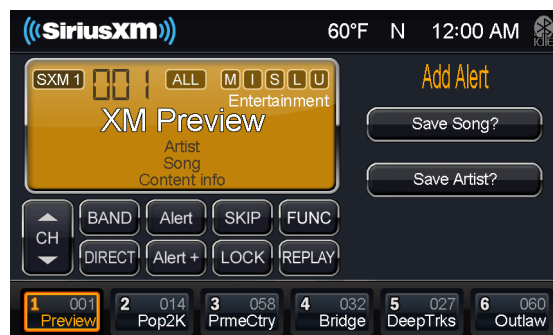 ((SiriusXM)) 60°F N 12:00 AM
idle
SXM 1 001 ALL M I S L U
Entertainment
XM Preview
Artist
Song
Content info
Add Alert
Save Song?
Save Artist?
CH
BAND Alert SKIP FUNC
DIRECT Alert + LOCK REPLAY
1 001 Preview
2 014 Pop2K
3 058 PrmeCtry
4 032 Bridge
5 027 DeepTrks
6 060 Outlaw